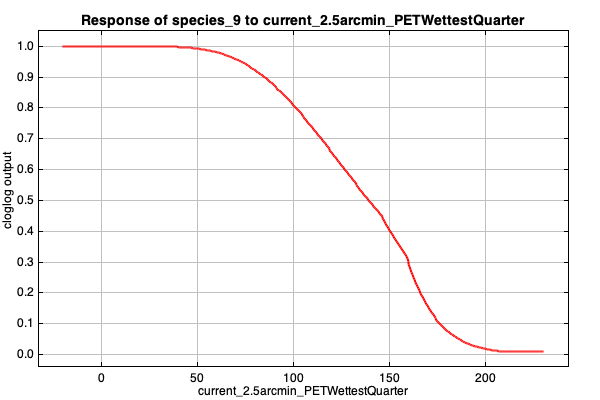 Response of species_9 to current_2.5arcmin_PETWettestQuarter
1.0
0.9
0.8
0.7
0.6
0.5
0.4
0.3
0.2
0.1
0.0
cloglog output
0 50 100 150 200
current_2.5arcmin_PETWettestQuarter